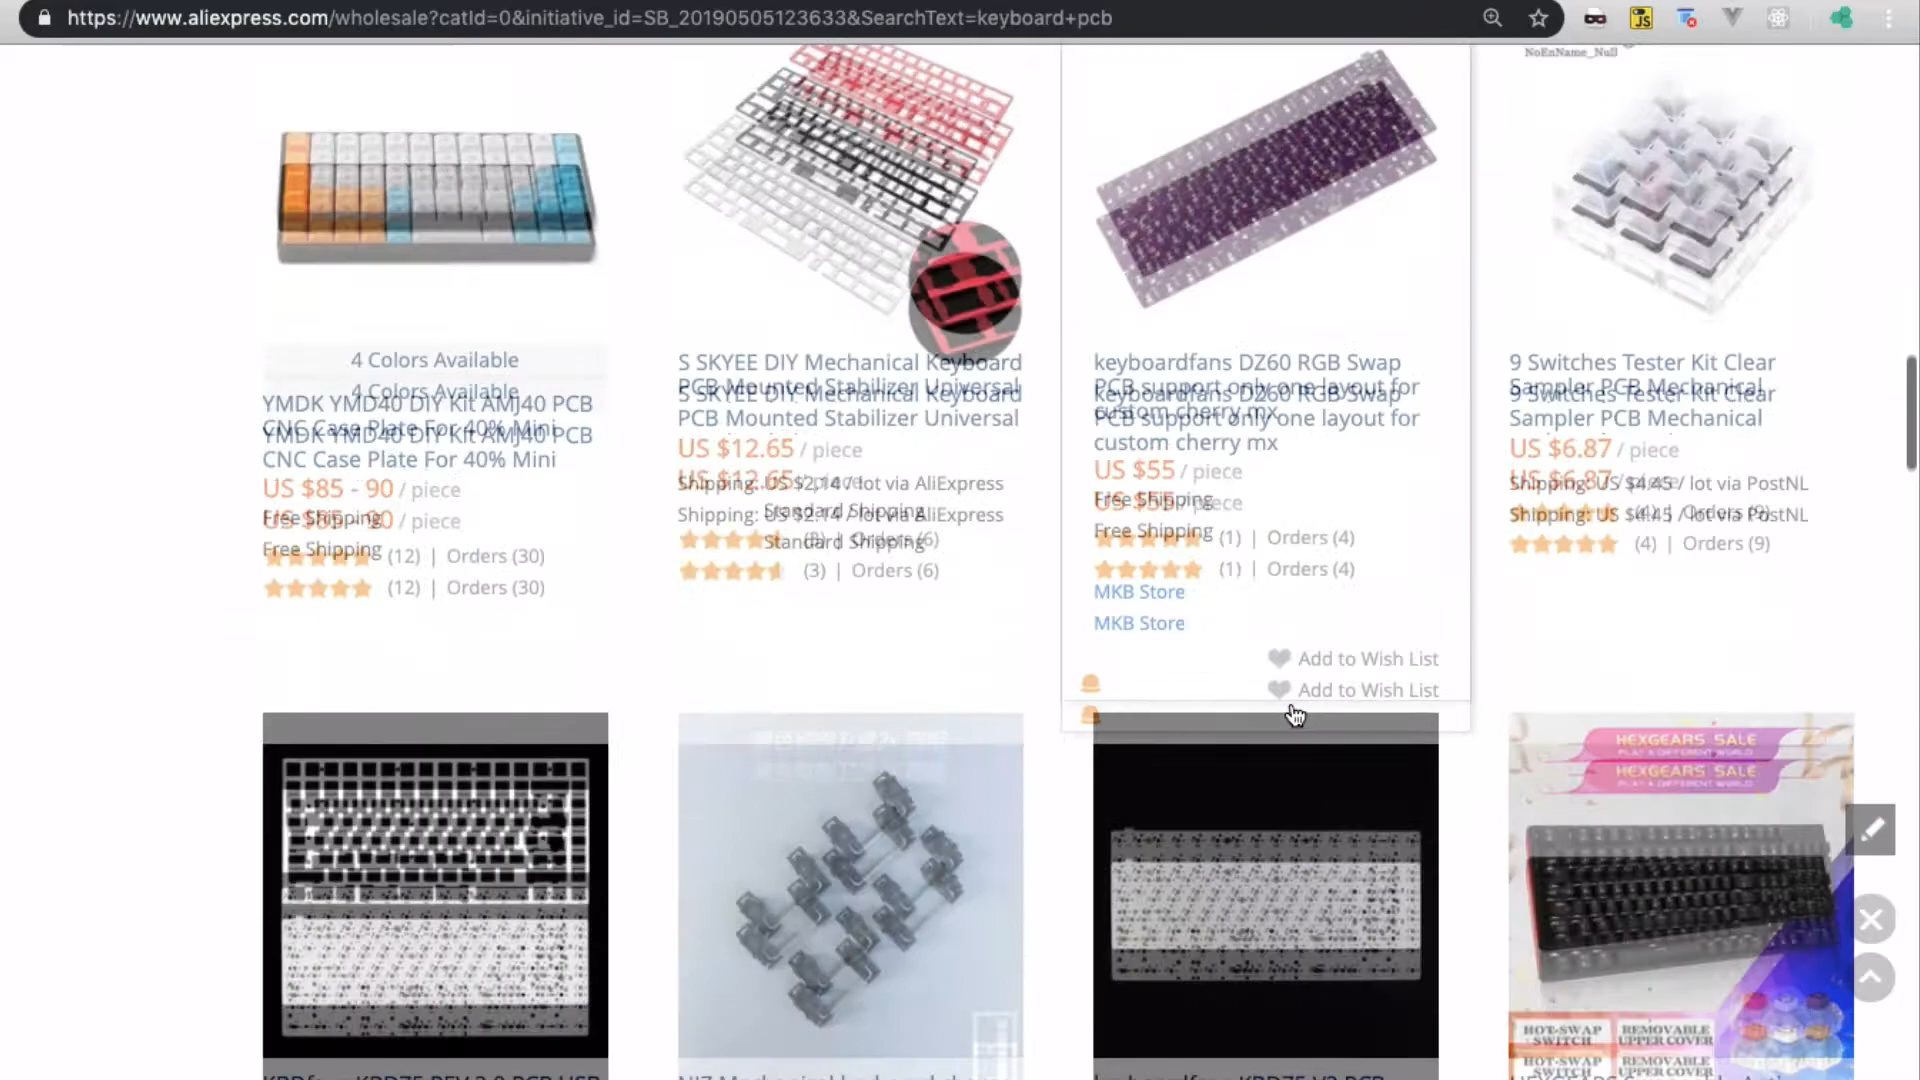 https://www.aliexpress.com/wholesale?catId=0&initiative_id=SB_20190505123633&SearchText=keyboard+pcb
JS
NoEnName_Null
4 Colors Available
4 Colors Available
YMDK YMD40 DIY Kit AMJ40 PCB
CNC Case Plate For 40% Mini
YMDK YMD40 DIY Kit AMJ40 PCB
CNC Case Plate For 40% Mini
US $85 - 90 / piece
Free Shipping
US $85 - 90 / piece
Free Shipping
(12) | Orders (30)
(12) | Orders (30)
S SKYEE DIY Mechanical Keyboard
PCB Mounted Stabilizer Universal
S SKYEE DIY Mechanical Keyboard
PCB Mounted Stabilizer Universal
US $12.65 / piece
US $12.65 / piece
Shipping: US $2.14 / lot via AliExpress
Standard Shipping
Shipping: US $2.14 / lot via AliExpress
Standard Shipping
(3) | Orders (6)
(3) | Orders (6)
keyboardfans DZ60 RGB Swap
PCB support only one layout for
custom cherry mx
keyboardfans DZ60 RGB Swap
PCB support only one layout for
custom cherry mx
US $55 / piece
Free Shipping
US $55 / piece
Free Shipping
(1) | Orders (4)
(1) | Orders (4)
MKB Store
MKB Store
Add to Wish List
Add to Wish List
9 Switches Tester Kit Clear
Sampler PCB Mechanical
9 Switches Tester Kit Clear
Sampler PCB Mechanical
US $6.87 / piece
US $6.87 / piece
Shipping: US $4.45 / lot via PostNL
Shipping: US $4.45 / lot via PostNL
(4) | Orders (9)
(4) | Orders (9)
HEXGEARS SALE
PLAY A DIFFERENT WORLD
HEXGEARS SALE
PLAY A DIFFERENT WORLD
HOT-SWAP SWITCH
REMOVABLE UPPER COVER
HOT-SWAP
REMOVABLE